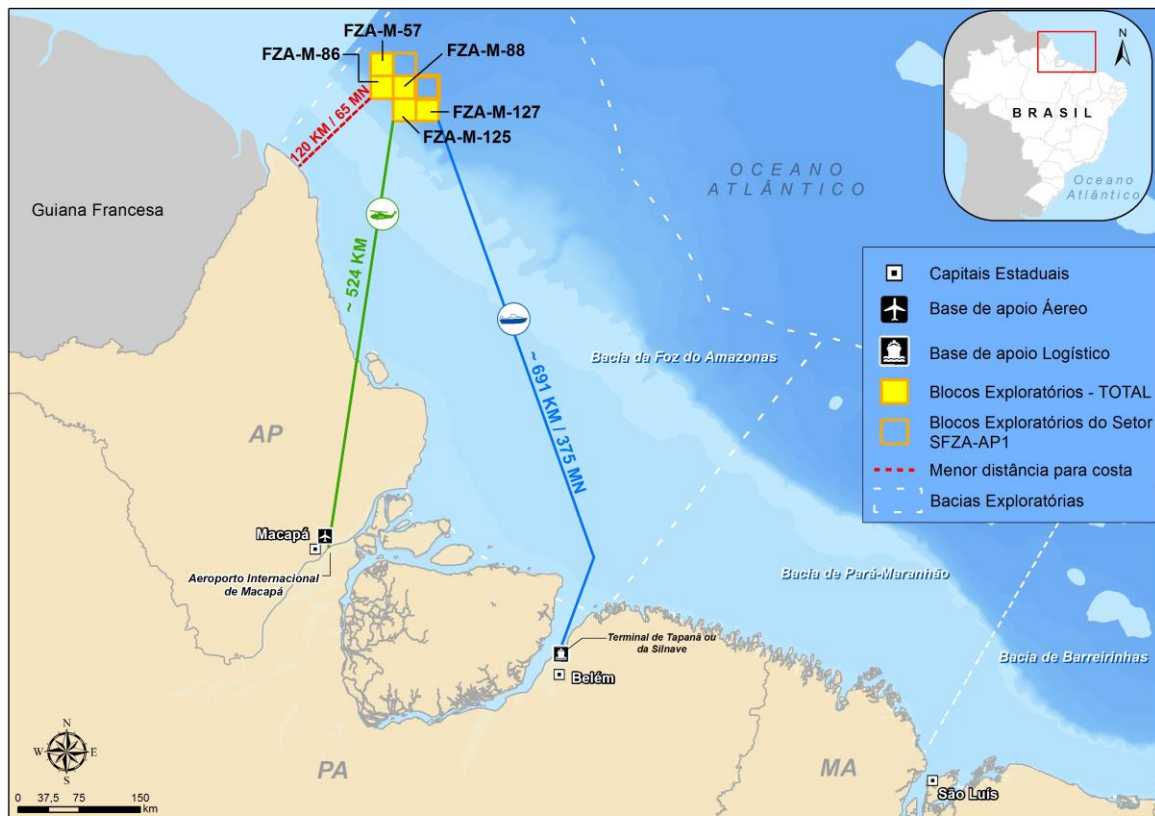 FZA-M-57
FZA-M-86
FZA-M-88
FZA-M-127
FZA-M-125
120 KM / 65 MN
Guiana Francesa
OCEANO
ATLÂNTICO
N
BRASIL
Oceano
Atlântico
~ 524 KM
~ 691 KM / 375 MN
Bacia da Foz do Amazonas
Capitais Estaduais
Base de apoio Áereo
Base de apoio Logístico
Blocos Exploratórios - TOTAL
Blocos Exploratórios do Setor
SFZA-AP1
Menor distância para costa
Bacias Exploratórias
AP
Macapá
Aeroporto Internacional
de Macapá
Bacia de Pará-Maranhão
Terminal de Tapanã ou
da Silnave
Belém
Bacia de Barreirinhas
PA
MA
São Luís
N
W
E
S
0 37,5 75 150
km